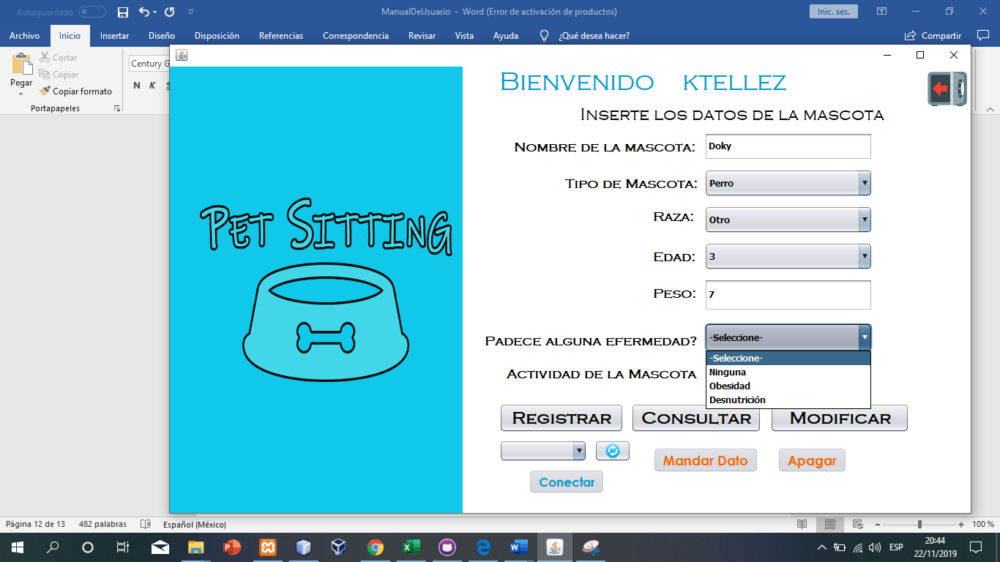 Autoguardado
ManualDeUsuario - Word (Error de activación de productos)
Inic. ses.
Archivo Inicio Insertar Diseño Disposición Referencias Correspondencia Revisar Vista Ayuda ¿Qué desea hacer? Compartir
Pegar
Cortar
Copiar
Copiar formato
Portapapeles
Century G
N K S
Bienvenido ktellez
Inserte los datos de la mascota
Nombre de la mascota: Doky
Tipo de Mascota: Perro
Raza: Otro
Edad: 3
Peso: 7
Padece alguna efermedad? -Seleccione-
-Seleccione-
Ninguna
Obesidad
Desnutrición
Actividad de la Mascota
Registrar Consultar Modificar
Mandar Dato Apagar
Conectar
Pet Sitting
Página 12 de 13 482 palabras Español (México) 100 %
ESP
20:44
22/11/2019